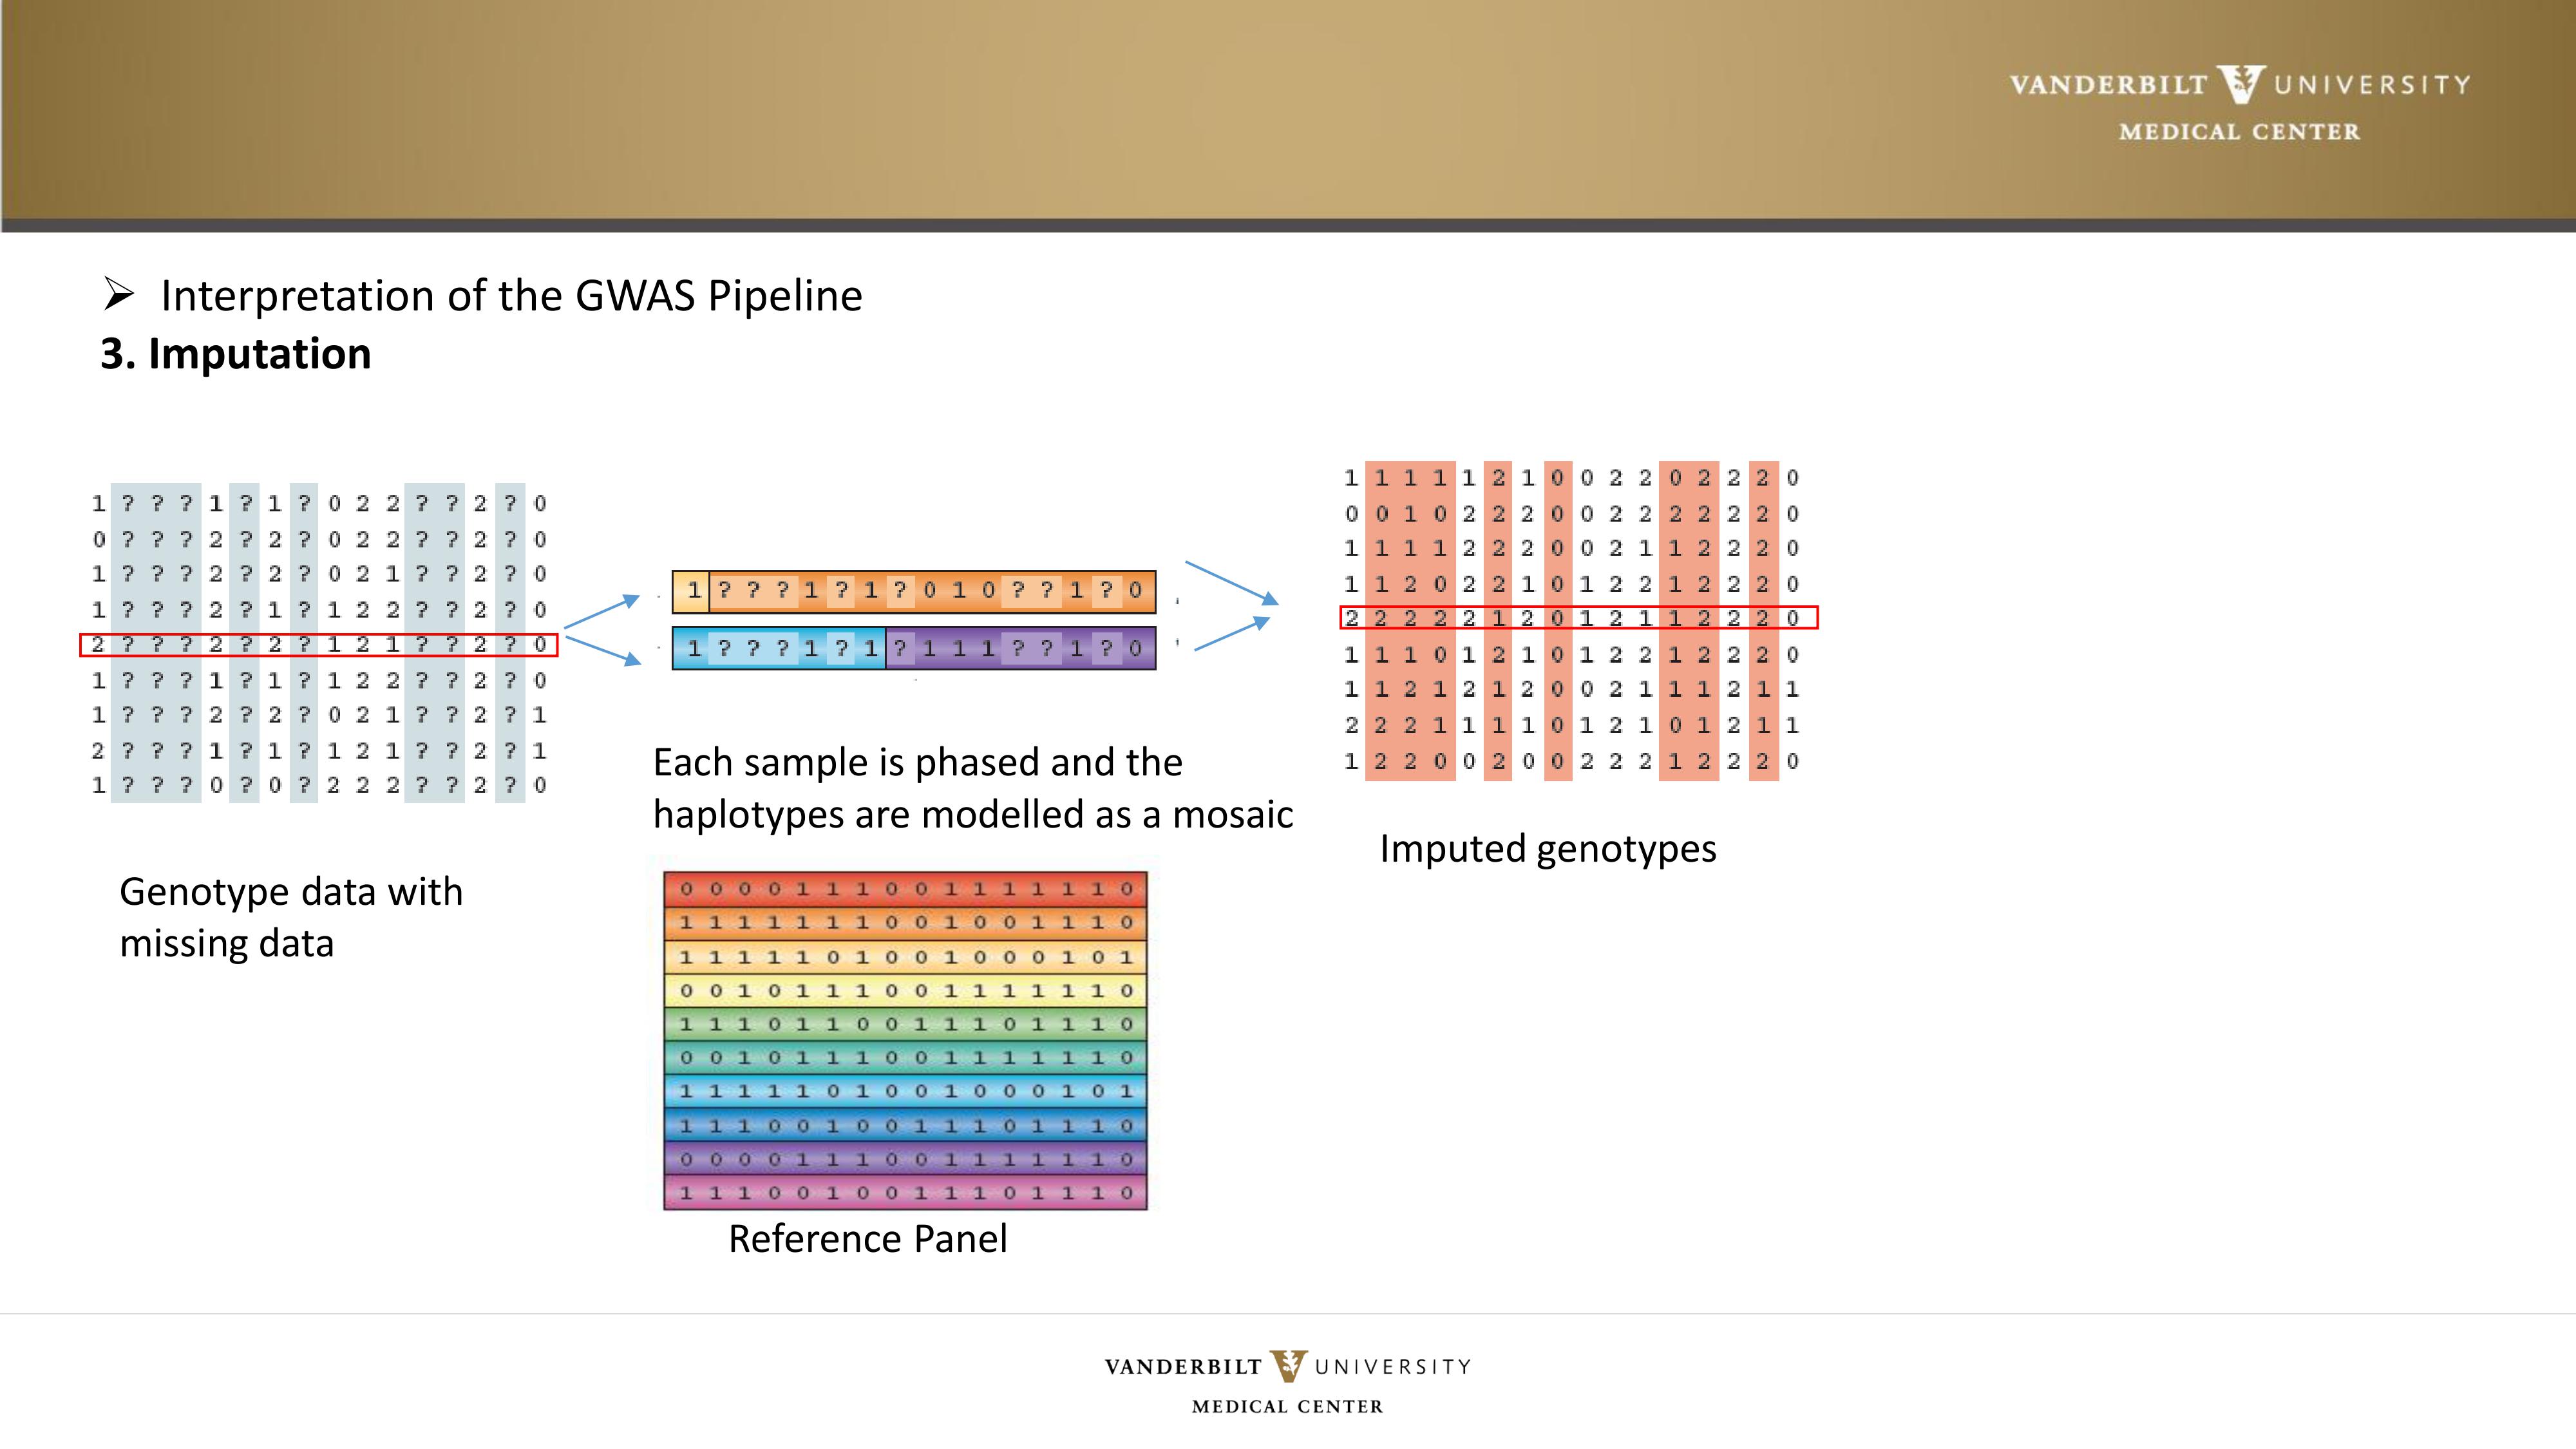 VANDERBILT V UNIVERSITY
MEDICAL CENTER
➢ Interpretation of the GWAS Pipeline
3. Imputation
1 ? ? ? 1 ? 1 ? 0 2 2 ? ? 2 ? 0
0 ? ? ? 2 ? 2 ? 0 2 2 ? ? 2 ? 0
1 ? ? ? 2 ? 2 ? 0 2 1 ? ? 2 ? 0
1 ? ? ? 2 ? 1 ? 1 2 2 ? ? 2 ? 0
2 ? ? ? 2 ? 2 ? 1 2 1 ? ? 2 ? 0
1 ? ? ? 1 ? 1 ? 1 2 2 ? ? 2 ? 0
1 ? ? ? 2 ? 2 ? 0 2 1 ? ? 2 ? 1
2 ? ? ? 1 ? 1 ? 1 2 1 ? ? 2 ? 1
1 ? ? ? 0 ? 0 ? 2 2 2 ? ? 2 ? 0
Genotype data with
missing data
1 ? ? ? 1 ? 1 ? 0 1 0 ? ? 1 ? 0
1 ? ? ? 1 ? 1 ? 1 1 1 ? ? 1 ? 0
Each sample is phased and the
haplotypes are modelled as a mosaic
0 0 0 0 1 1 1 0 0 1 1 1 1 1 1 0
1 1 1 1 1 1 1 0 0 1 0 0 1 1 1 0
1 1 1 1 1 0 1 0 0 1 0 0 0 1 0 1
0 0 1 0 1 1 1 0 0 1 1 1 1 1 1 0
1 1 1 0 1 1 0 0 1 1 1 0 1 1 1 0
0 0 1 0 1 1 1 0 0 1 1 1 1 1 1 0
1 1 1 1 1 0 1 0 0 1 0 0 0 1 0 1
1 1 1 0 0 1 0 0 1 1 1 0 1 1 1 0
0 0 0 0 1 1 1 0 0 1 1 1 1 1 1 0
1 1 1 0 0 1 0 0 1 1 1 0 1 1 1 0
Reference Panel
1 1 1 1 1 2 1 0 0 2 2 0 2 2 2 0
0 0 1 0 2 2 2 0 0 2 2 2 2 2 2 0
1 1 1 1 2 2 2 0 0 2 1 1 2 2 2 0
1 1 2 0 2 2 1 0 1 2 2 1 2 2 2 0
2 2 2 2 2 1 2 0 1 2 1 1 2 2 2 0
1 1 1 0 1 2 1 0 1 2 2 1 2 2 2 0
1 1 2 1 2 1 2 0 0 2 1 1 1 2 1 1
2 2 2 1 1 1 1 0 1 2 1 0 1 2 1 1
1 2 2 0 0 2 0 0 2 2 2 1 2 2 2 0
Imputed genotypes
VANDERBILT V UNIVERSITY
MEDICAL CENTER